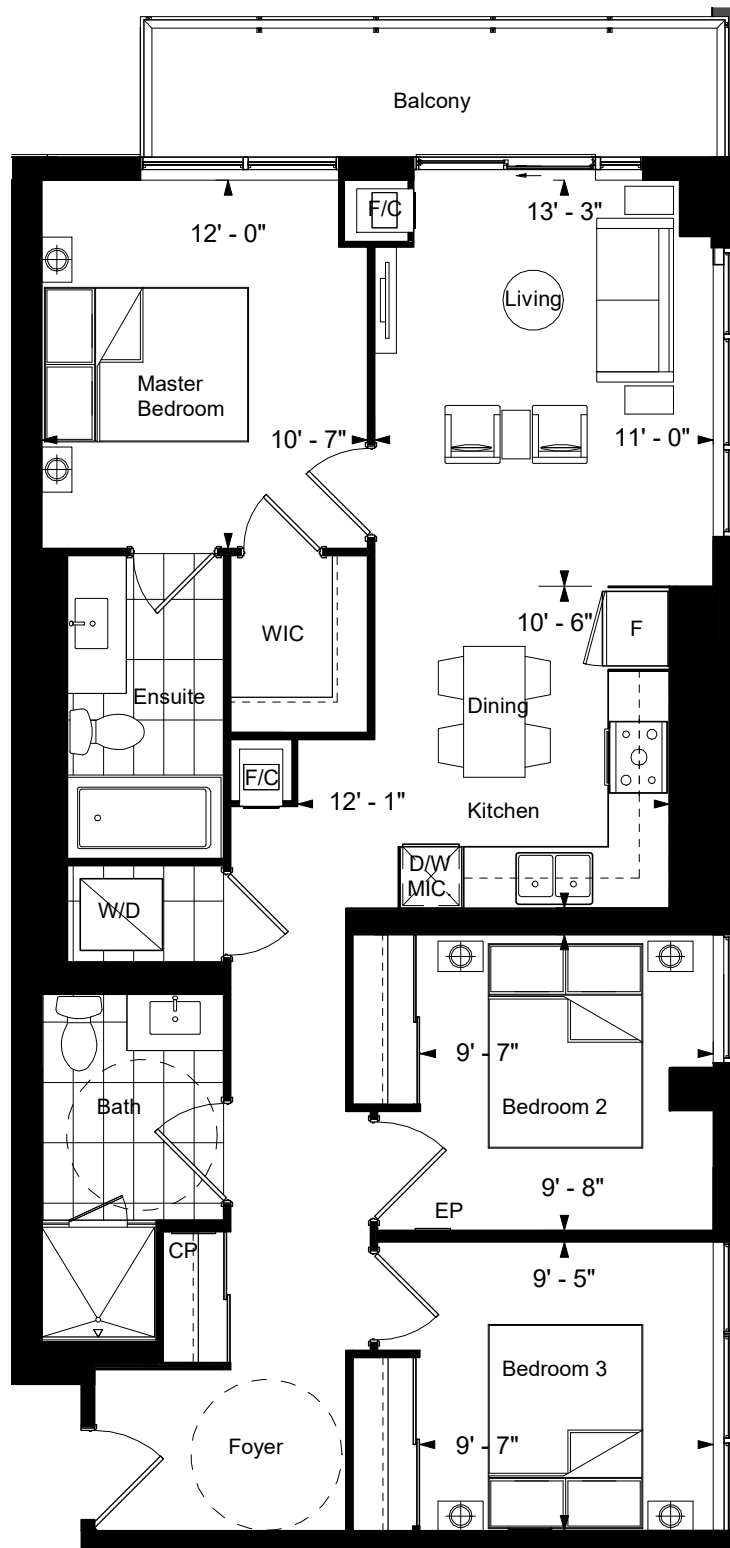 Balcony
F/C
12' - 0"
13' - 3"
Living
Master
Bedroom
10' - 7"
11' - 0"
10' - 6"
F
WIC
Ensuite
Dining
F/C
12' - 1"
Kitchen
D/W
MIC.
W/D
9' - 7"
Bath
Bedroom 2
9' - 8"
EP
CP
9' - 5"
Bedroom 3
Foyer
9' - 7"